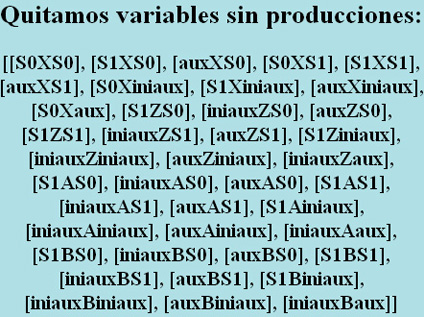 Quitamos variables sin producciones:
[[S0XS0], [S1XS0], [auxXS0], [S0XS1], [S1XS1],
[auxXS1], [S0Xiniaux], [S1Xiniaux], [auxXiniaux],
[S0Xaux], [S1ZS0], [iniauxZS0], [auxZS0],
[S1ZS1], [iniauxZS1], [auxZS1], [S1Ziniaux],
[iniauxZiniaux], [auxZiniaux], [iniauxZaux],
[S1AS0], [iniauxAS0], [auxAS0], [S1AS1],
[iniauxAS1], [auxAS1], [S1Ainiaux],
[iniauxAiniaux], [auxAiniaux], [iniauxAaux],
[S1BS0], [iniauxBS0], [auxBS0], [S1BS1],
[iniauxBS1], [auxBS1], [S1Biniaux],
[iniauxBiniaux], [auxBiniaux], [iniauxBaux]]